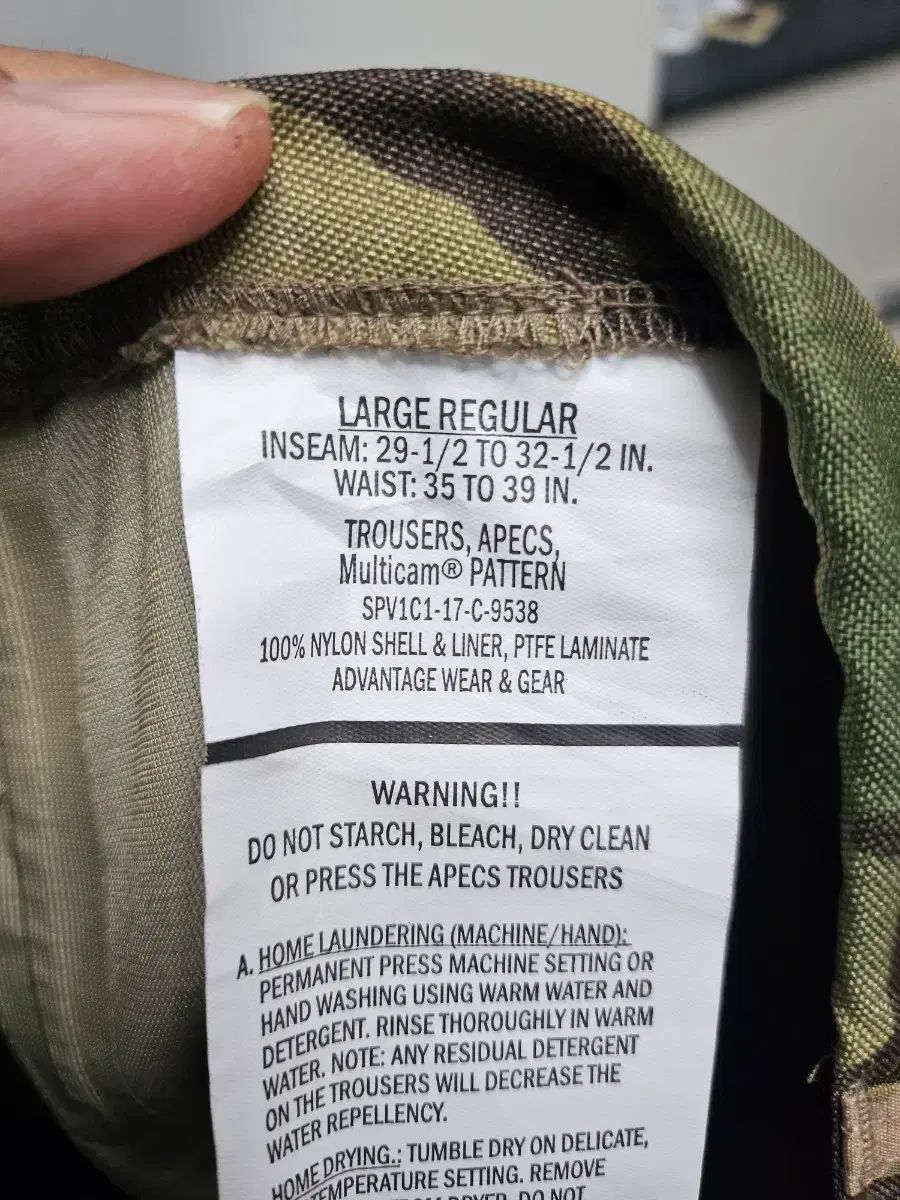 LARGE REGULAR
INSEAM: 29-1/2 TO 32-1/2 IN.
WAIST: 35 TO 39 IN.
TROUSERS, APECS,
Multicam® PATTERN
SPV1C1-17-C-9538
100% NYLON SHELL & LINER, PTFE LAMINATE
ADVANTAGE WEAR & GEAR
WARNING!!
DO NOT STARCH, BLEACH, DRY CLEAN
OR PRESS THE APECS TROUSERS
A. HOME LAUNDERING (MACHINE/HAND):
PERMANENT PRESS MACHINE SETTING OR
HAND WASHING USING WARM WATER AND
DETERGENT. RINSE THOROUGHLY IN WARM
WATER. NOTE: ANY RESIDUAL DETERGENT
ON THE TROUSERS WILL DECREASE THE
WATER REPELLENCY.
HOME DRYING.: TUMBLE DRY ON DELICATE,
TEMPERATURE SETTING. REMOVE
FROM DRYER. DO NOT